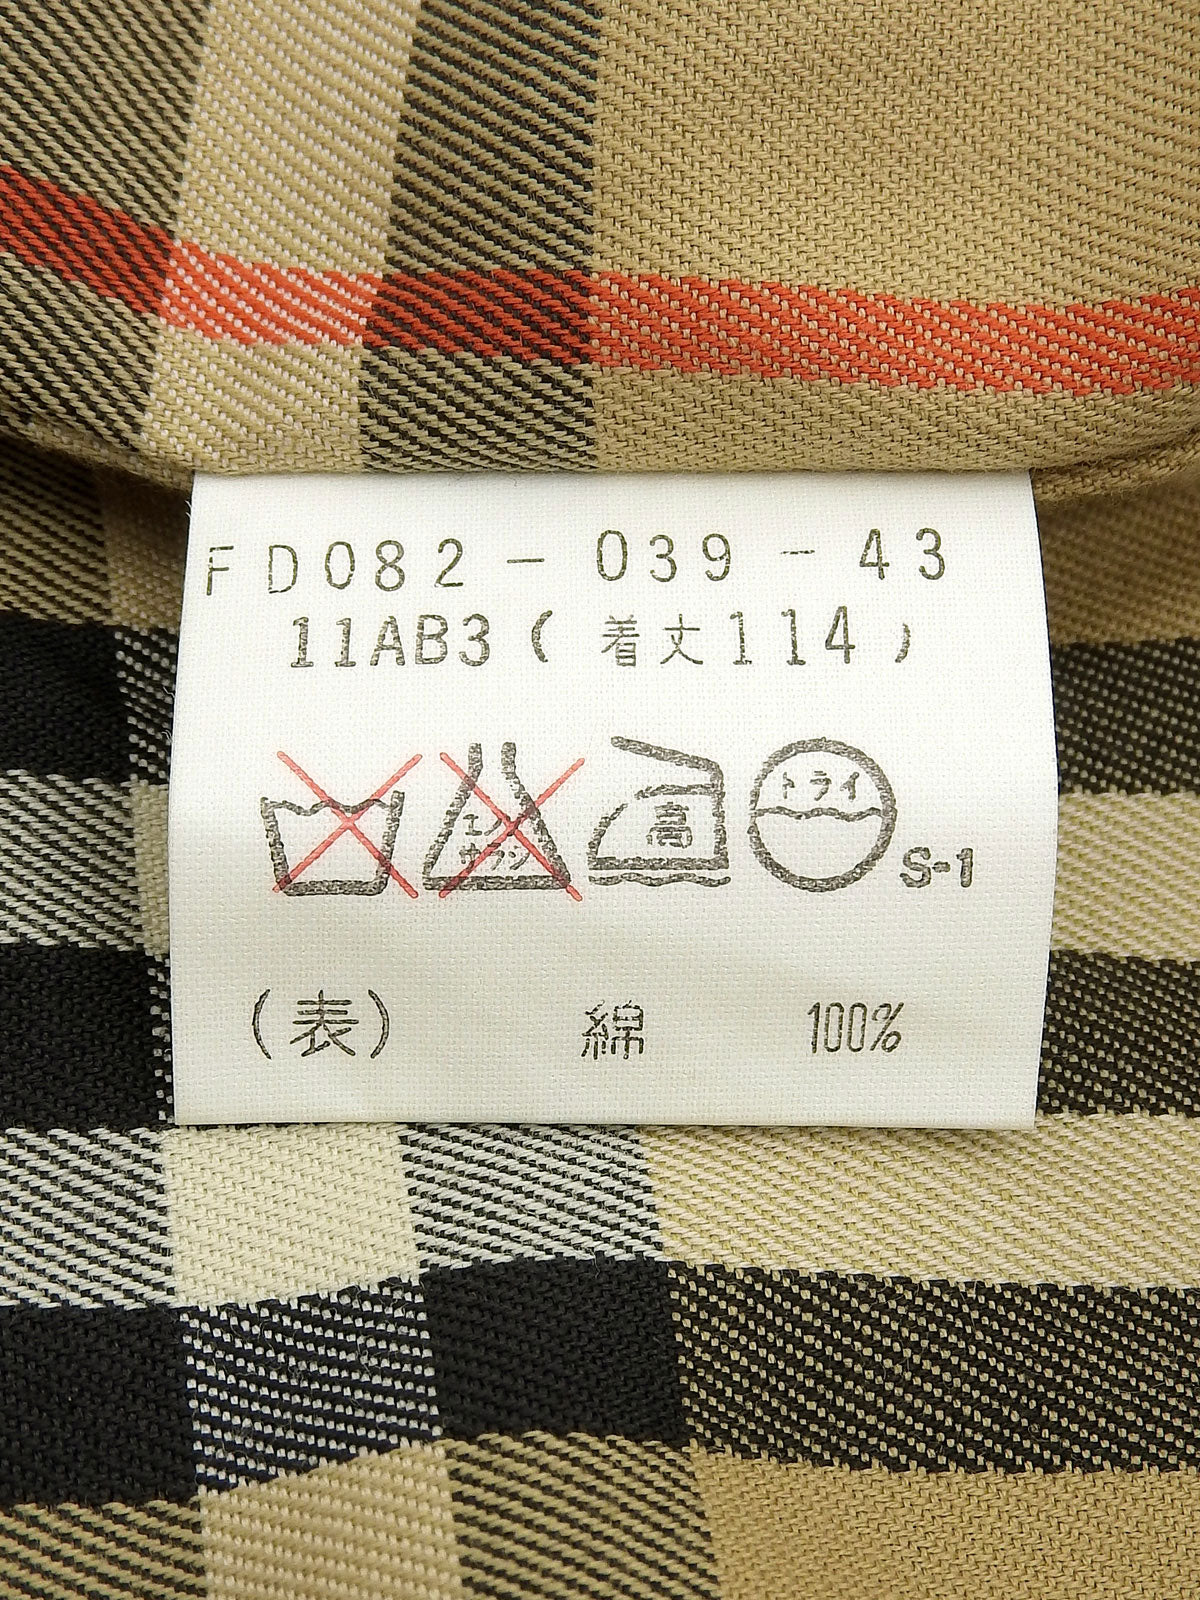 FD082-039-43
11AB3(着丈114)
エンソ
サラシ
高
ドライ
S-1
(表) 綿 100%